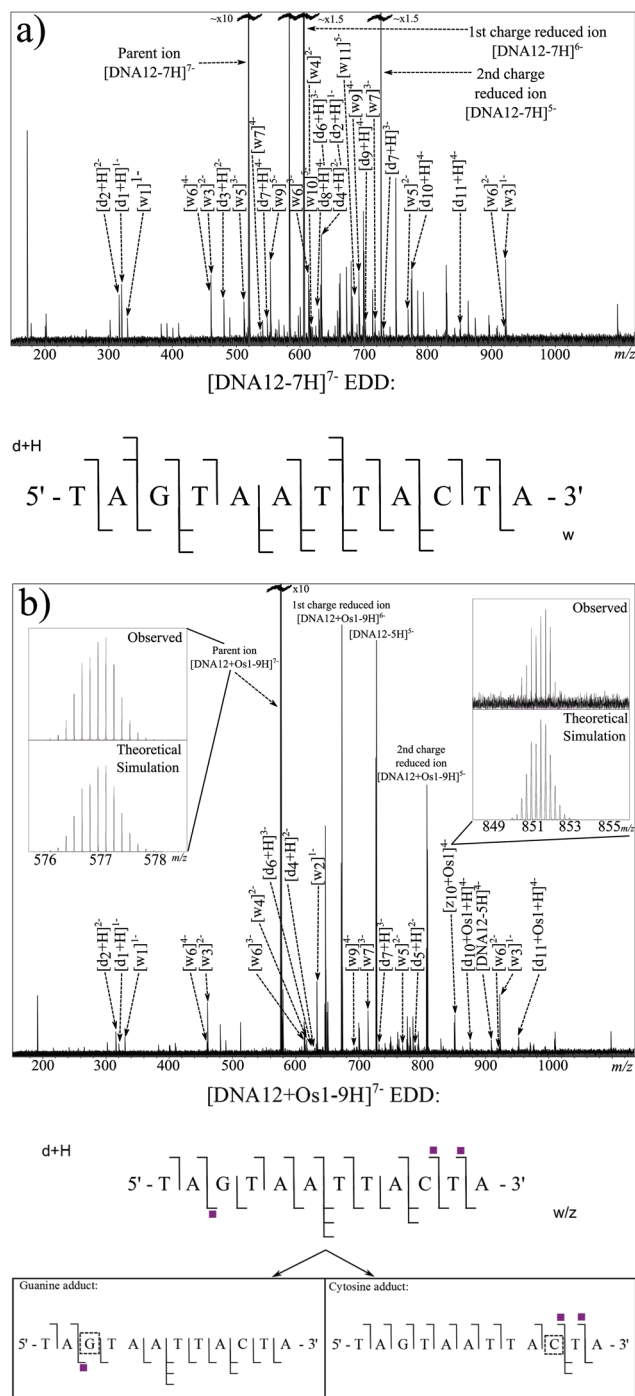 a)
~x10
~x1.5
~x1.5
Parent ion
[DNA12-7H]7-
1st charge reduced ion
[DNA12-7H]6-
2nd charge
reduced ion
[DNA12-7H]5-
[d2+H]2-
[d1+H]1-
[w1]1-
[w6]4-
[w3]2-
[d3+H]2-
[w5]3-
[w7]4-
[d7+H]4-
[w9]5-
[w6]3-
[w10]5-
[w4]2-
[d8+H]4-
[d6+H]3-
[d4+H]2-
[d2+H]1-
[w11]5-
[w9]4-
[d9+H]4-
[w7]3-
[d7+H]3-
[w5]2-
[d10+H]4-
[d11+H]4-
[w6]2-
[w3]1-
200 300 400 500 600 700 800 900 1000 m/z
[DNA12-7H]7- EDD:
d+H
5' - T A G T A A T T A C T A - 3'
w
b)
x10
Observed
Theoretical
Simulation
576 577 578 m/z
Parent ion
[DNA12+Os1-9H]7-
1st charge reduced ion
[DNA12+Os1-9H]6-
[DNA12-5H]5-
2nd charge
reduced ion
[DNA12+Os1-9H]5-
Observed
Theoretical
Simulation
849 851 853 855 m/z
[d2+H]2-
[d1+H]1-
[w1]1-
[w6]4-
[w3]2-
[w6]3-
[w4]2-
[d6+H]3-
[d4+H]2-
[w2]1-
[w9]4-
[w7]3-
[d7+H]3-
[w5]2-
[d5+H]2-
[z10+Os1]4-
[d10+Os1+H]4-
[DNA12-5H]4-
[w6]2-
[w3]1-
[d11+Os1+H]4-
200 300 400 500 600 700 800 900 1000 m/z
[DNA12+Os1-9H]7- EDD:
d+H
5' - T A G T A A T T A C T A - 3'
w/z
Guanine adduct:
5' - T A G T A A T T A C T A - 3'
Cytosine adduct:
5' - T A G T A A T T A C T A - 3'